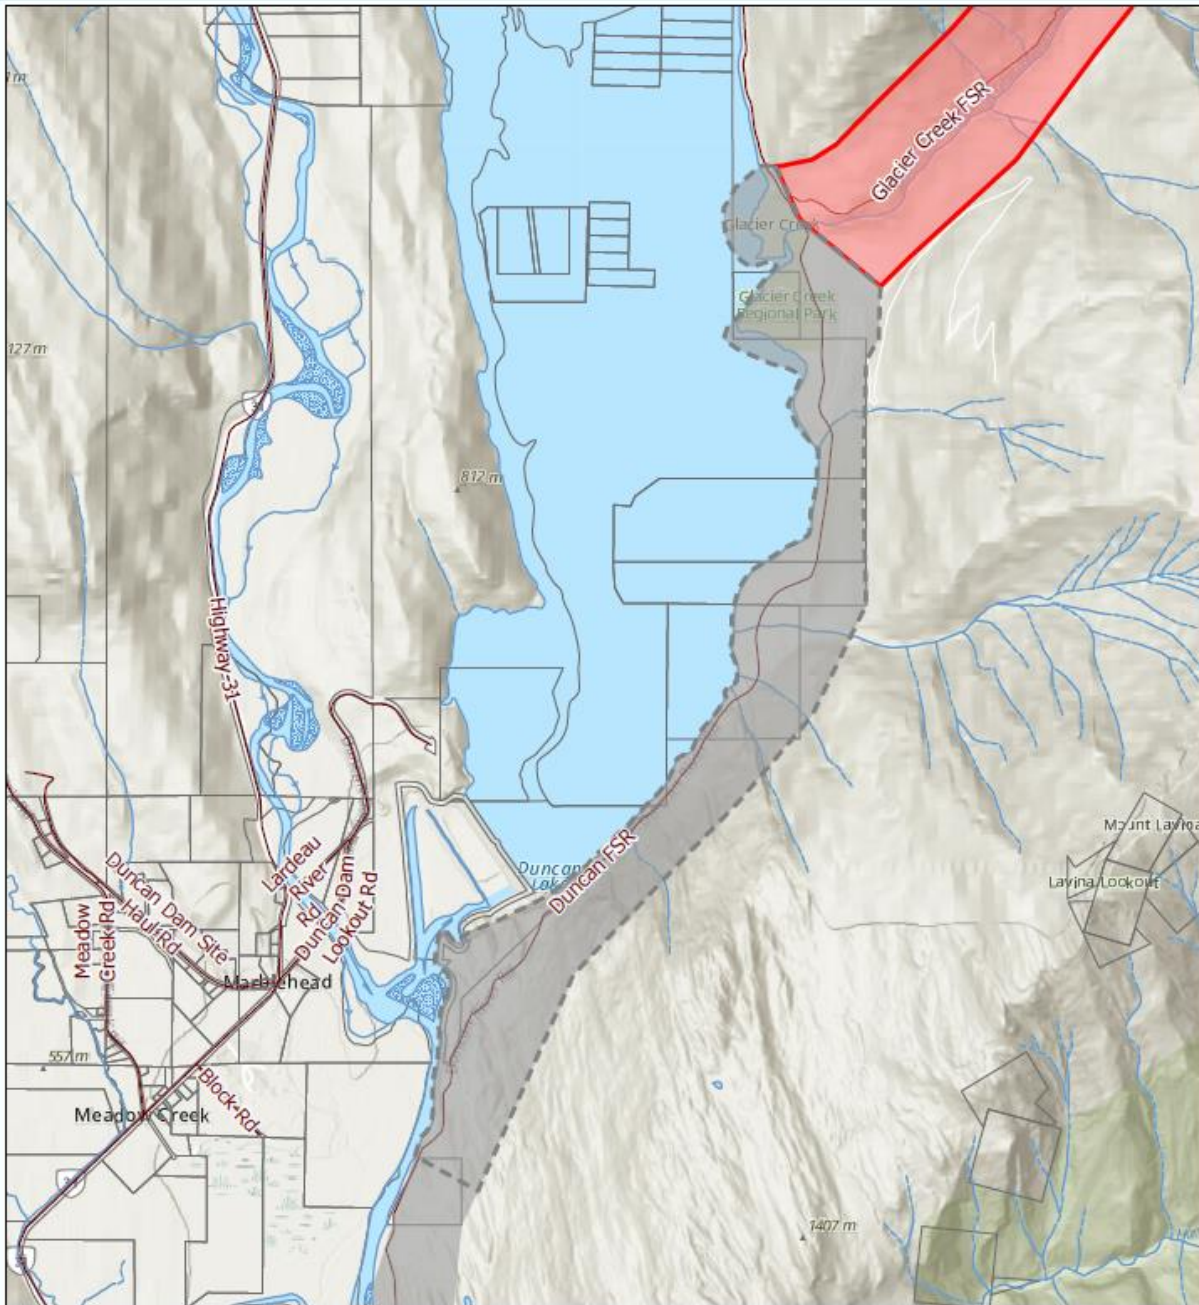 Glacier Creek FSR
Glacier Creek
Glacier Creek
Regional Park
127 m
812 m
Highway 31
Mount Lavina
Lavina Lookout
Duncan
Lake
Duncan FSR
Lardeau
River
Rd
Duncan Dam
Lookout Rd
Duncan Dam Site
Haul Rd
Meadow
Creek Rd
Marblehead
557 m
Block Rd
Meadow Creek
31
1407 m